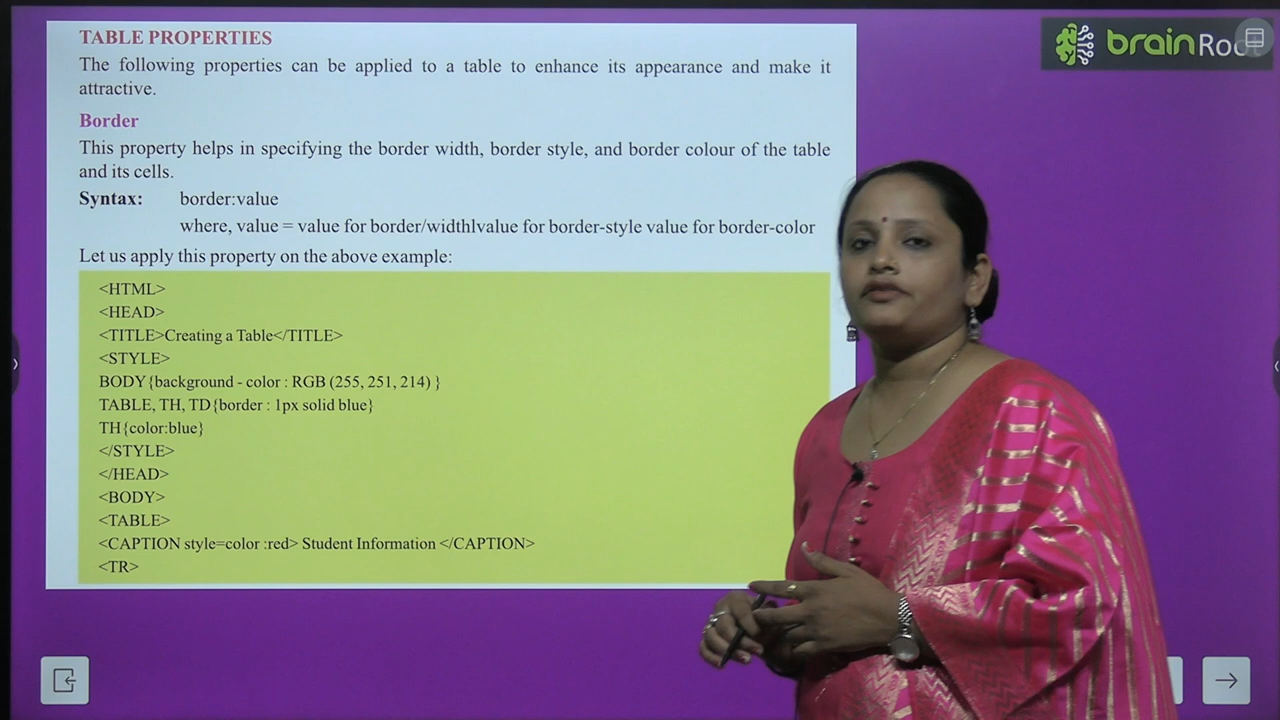 TABLE PROPERTIES
The following properties can be applied to a table to enhance its appearance and make it
attractive.
Border
This property helps in specifying the border width, border style, and border colour of the table
and its cells.
Syntax: border:value
where, value = value for border/widthlvalue for border-style value for border-color
Let us apply this property on the above example:
<HTML>
<HEAD>
<TITLE>Creating a Table</TITLE>
<STYLE>
BODY{background - color : RGB (255, 251, 214) }
TABLE, TH, TD{border : 1px solid blue}
TH{color:blue}
</STYLE>
</HEAD>
<BODY>
<TABLE>
<CAPTION style=color :red> Student Information </CAPTION>
<TR>
brain